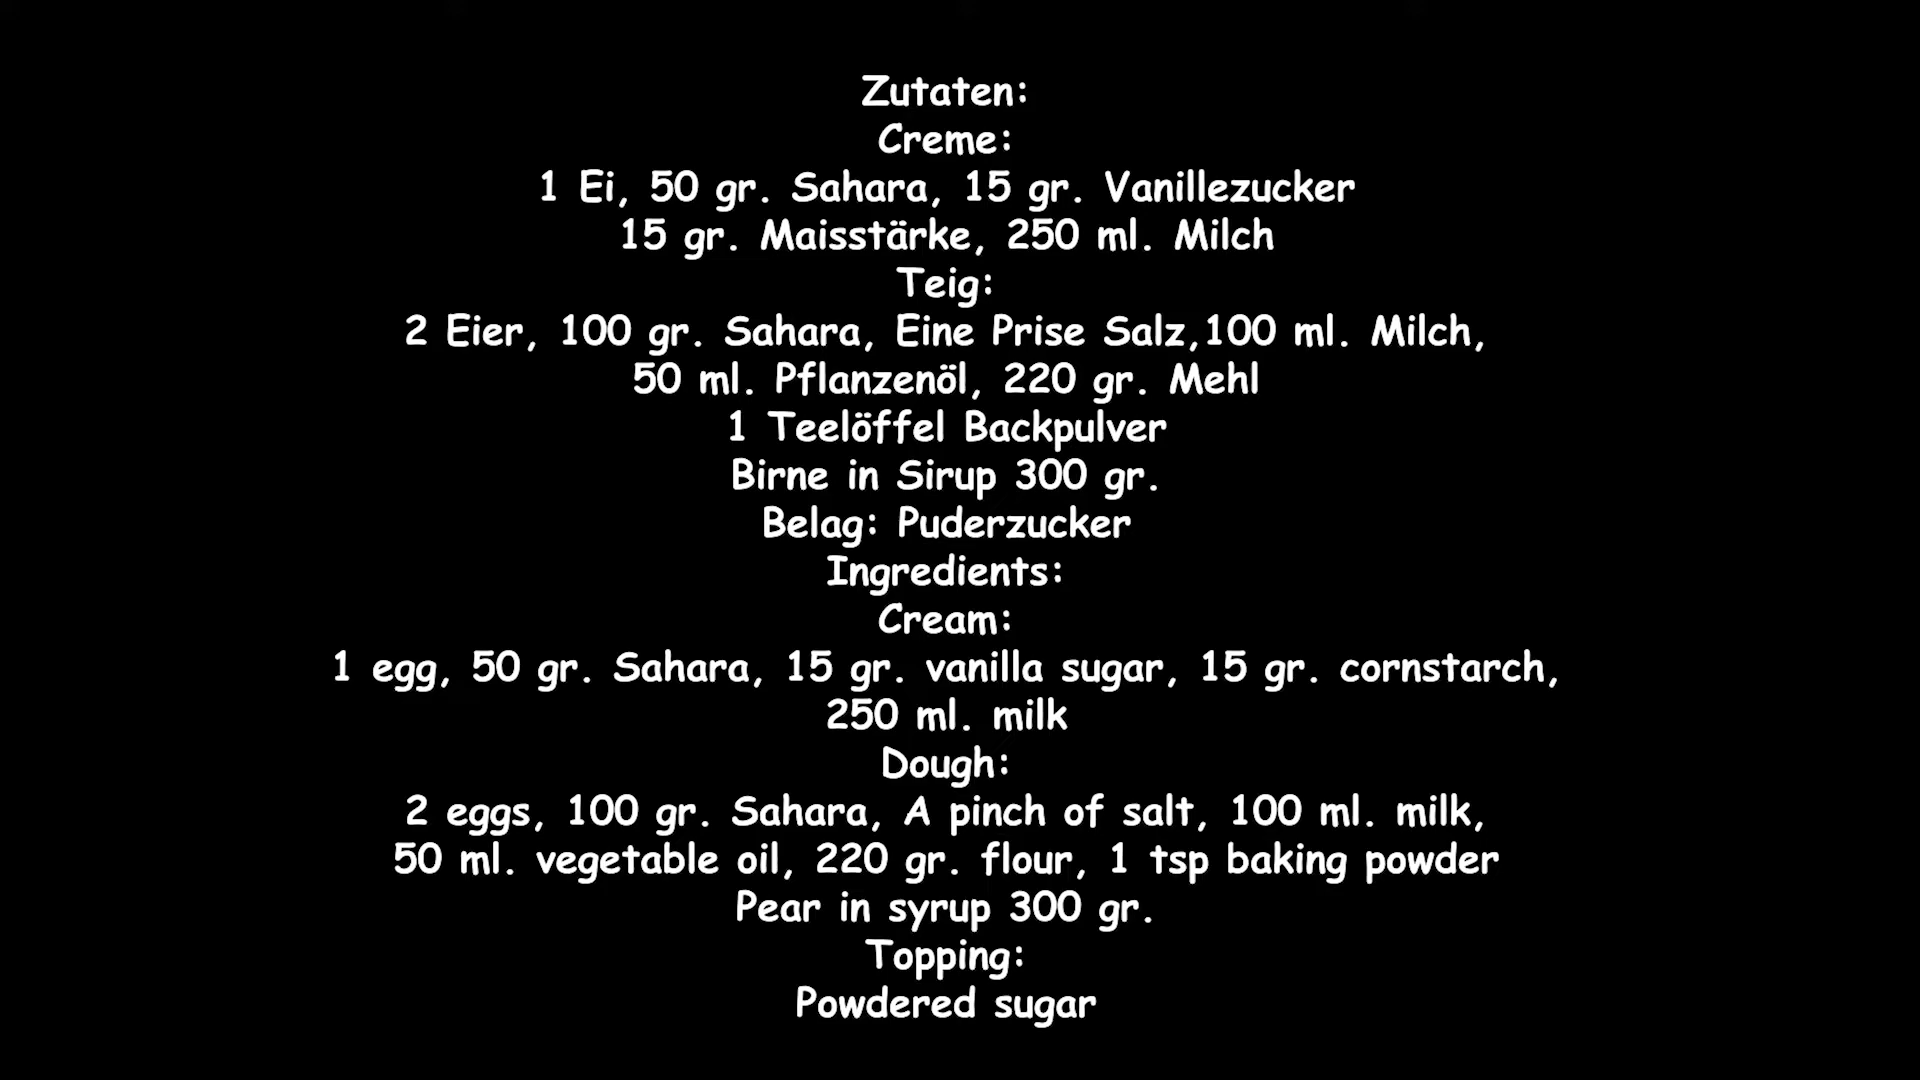 Zutaten:
Creme:
1 Ei, 50 gr. Sahara, 15 gr. Vanillezucker
15 gr. Maisstärke, 250 ml. Milch
Teig:
2 Eier, 100 gr. Sahara, Eine Prise Salz,100 ml. Milch,
50 ml. Pflanzenöl, 220 gr. Mehl
1 Teelöffel Backpulver
Birne in Sirup 300 gr.
Belag: Puderzucker
Ingredients:
Cream:
1 egg, 50 gr. Sahara, 15 gr. vanilla sugar, 15 gr. cornstarch,
250 ml. milk
Dough:
2 eggs, 100 gr. Sahara, A pinch of salt, 100 ml. milk,
50 ml. vegetable oil, 220 gr. flour, 1 tsp baking powder
Pear in syrup 300 gr.
Topping:
Powdered sugar